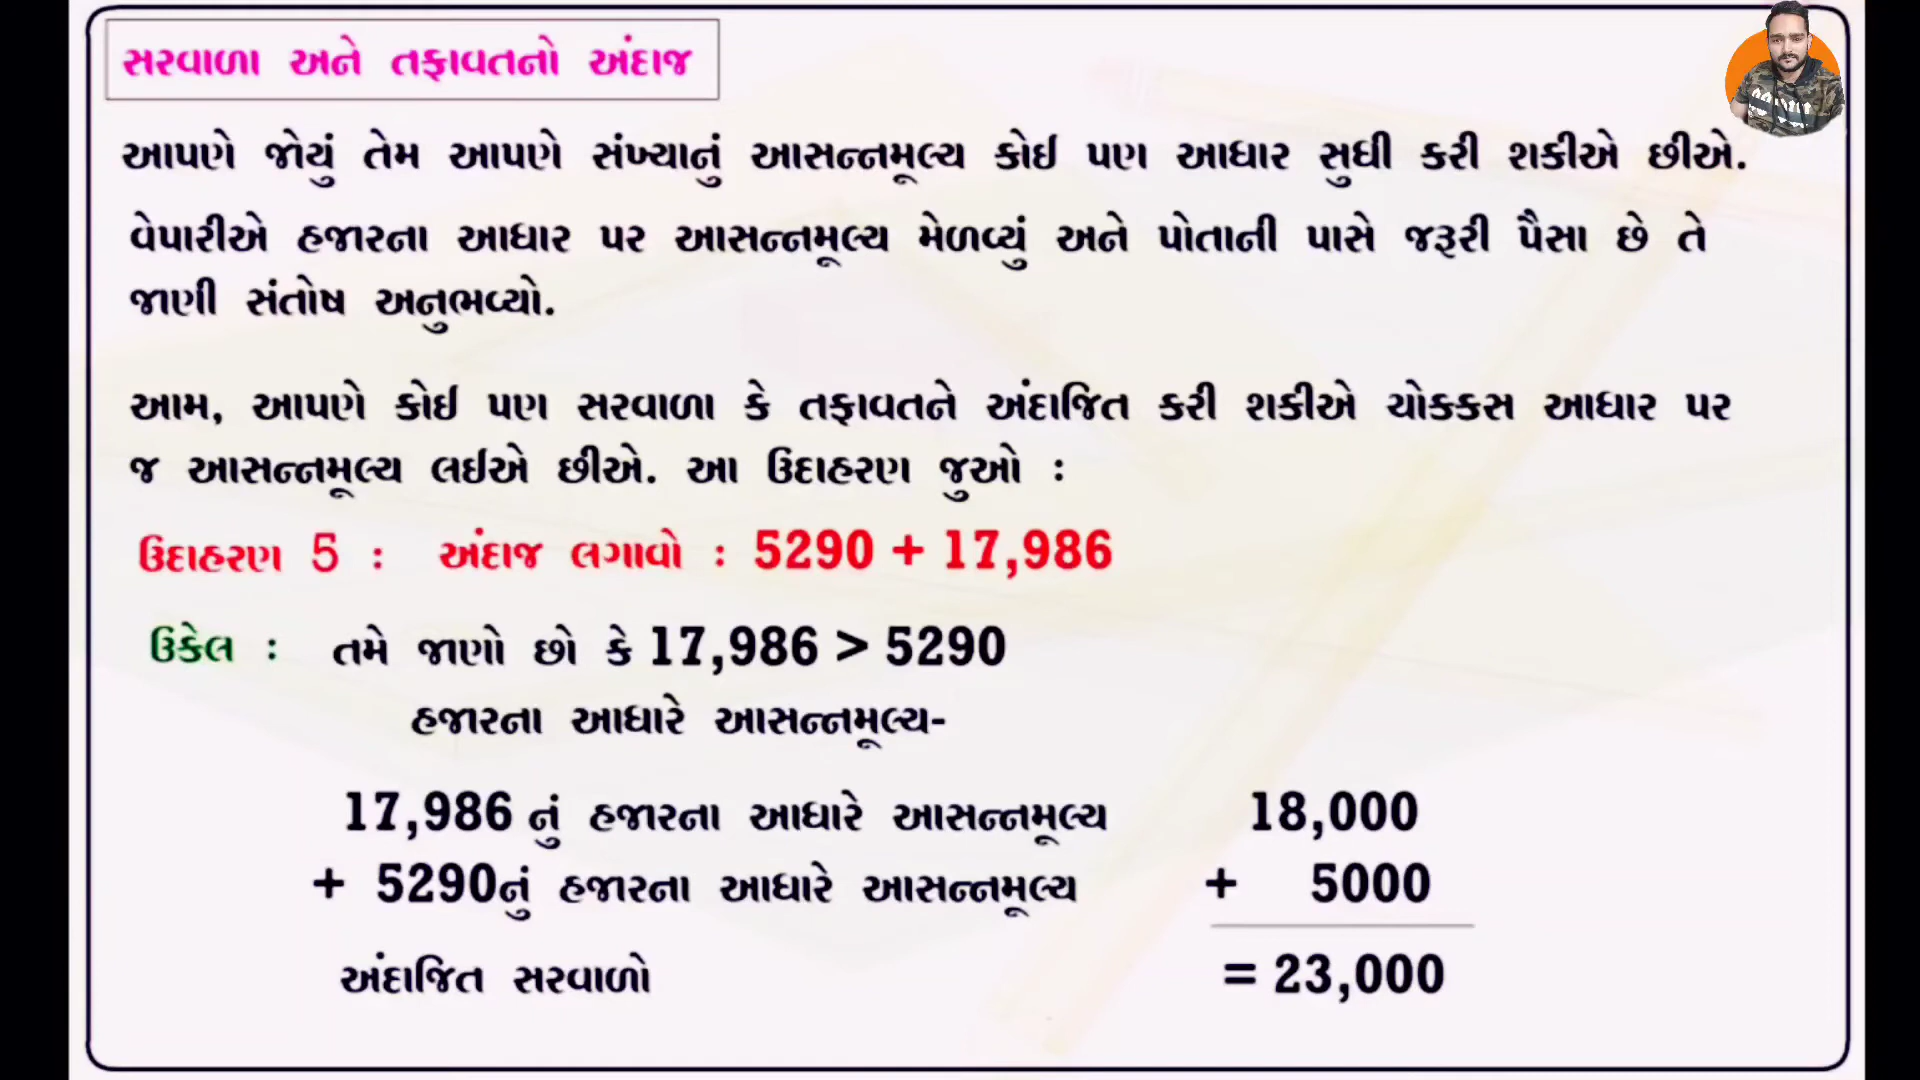 સરવાળા અને તફાવતનો અંદાજ
આપણે જોયું તેમ આપણે સંખ્યાનું આસન્નમૂલ્ય કોઈ પણ આધાર સુધી કરી શકીએ છીએ.
વેપારીએ હજારના આધાર પર આસન્નમૂલ્ય મેળવ્યું અને પોતાની પાસે જરૂરી પૈસા છે તે
જાણી સંતોષ અનુભવ્યો.
આમ, આપણે કોઈ પણ સરવાળા કે તફાવતને અંદાજિત કરી શકીએ ચોક્કસ આધાર પર
જ આસન્નમૂલ્ય લઈએ છીએ. આ ઉદાહરણ જુઓ :
ઉદાહરણ 5 : અંદાજ લગાવો : 5290 + 17,986
ઉકેલ : તમે જાણો છો કે 17,986 > 5290
હજારના આધારે આસન્નમૂલ્ય-
17,986 નું હજારના આધારે આસન્નમૂલ્ય 18,000
+ 5290નું હજારના આધારે આસન્નમૂલ્ય + 5000
અંદાજિત સરવાળો = 23,000